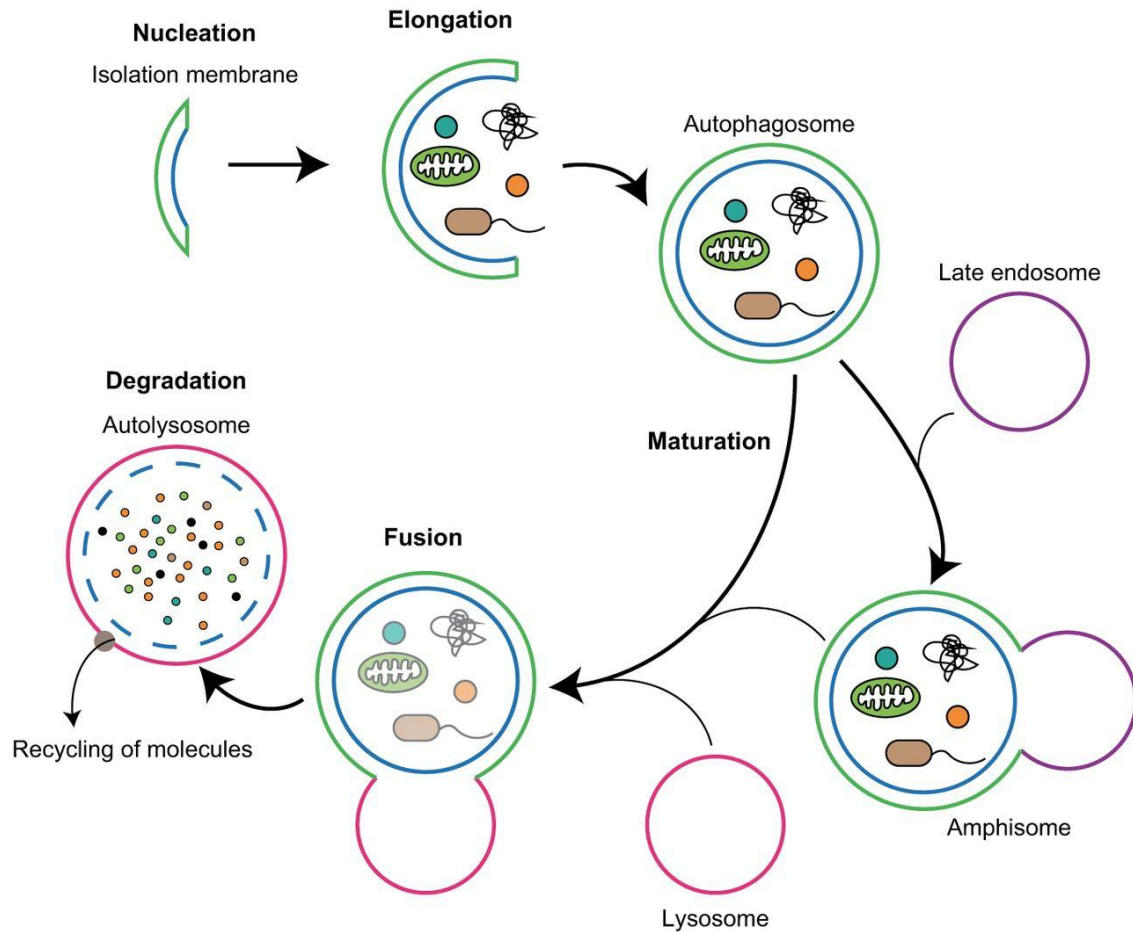 Nucleation
Isolation membrane
Elongation
Autophagosome
Late endosome
Maturation
Degradation
Autolysosome
Fusion
Recycling of molecules
Amphisome
Lysosome